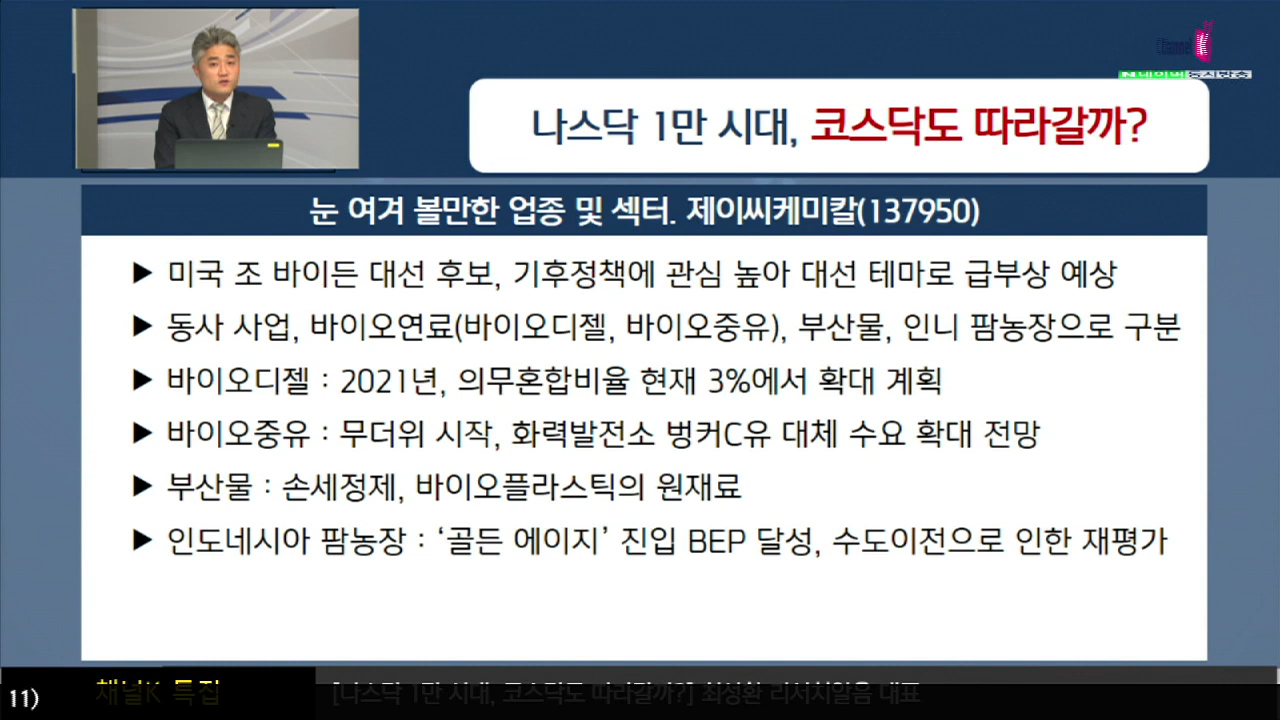 나스닥 1만 시대, 코스닥도 따라갈까?
눈 여겨 볼만한 업종 및 섹터. 제이씨케미칼(137950)
▶ 미국 조 바이든 대선 후보, 기후정책에 관심 높아 대선 테마로 급부상 예상
▶ 동사 사업, 바이오연료(바이오디젤, 바이오중유), 부산물, 인니 팜농장으로 구분
▶ 바이오디젤 : 2021년, 의무혼합비율 현재 3%에서 확대 계획
▶ 바이오중유 : 무더위 시작, 화력발전소 벙커C유 대체 수요 확대 전망
▶ 부산물 : 손세정제, 바이오플라스틱의 원재료
▶ 인도네시아 팜농장 : ‘골든 에이지’ 진입 BEP 달성, 수도이전으로 인한 재평가
11)
채널K 특집
[나스닥 1만 시대, 코스닥도 따라갈까?] 최성환 리서치알음 대표